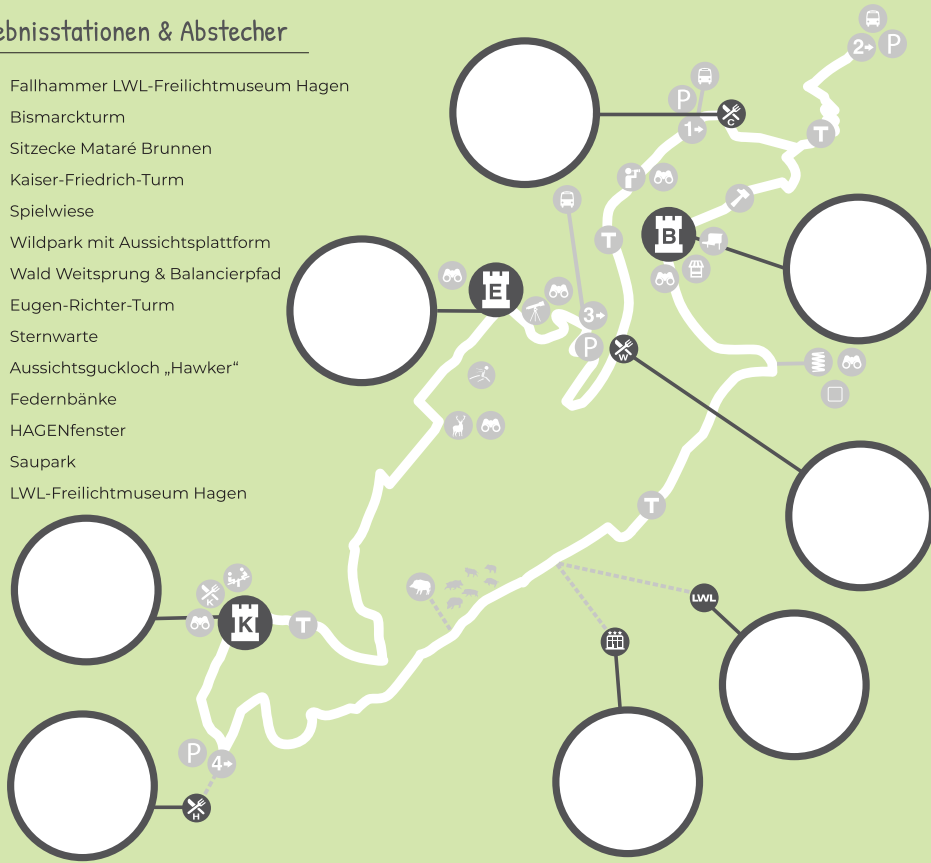 ebnisstationen & Abstecher
Fallhammer LWL-Freilichtmuseum Hagen
Bismarckturm
Sitzecke Mataré Brunnen
Kaiser-Friedrich-Turm
Spielwiese
Wildpark mit Aussichtsplattform
Wald Weitsprung & Balancierpfad
Eugen-Richter-Turm
Sternwarte
Aussichtsguckloch „Hawker“
Federnbänke
HAGENfenster
Saupark
LWL-Freilichtmuseum Hagen
2
P
P
C
1
T
T
B
E
3
P
W
T
K
LWL
K
T
P
4
H